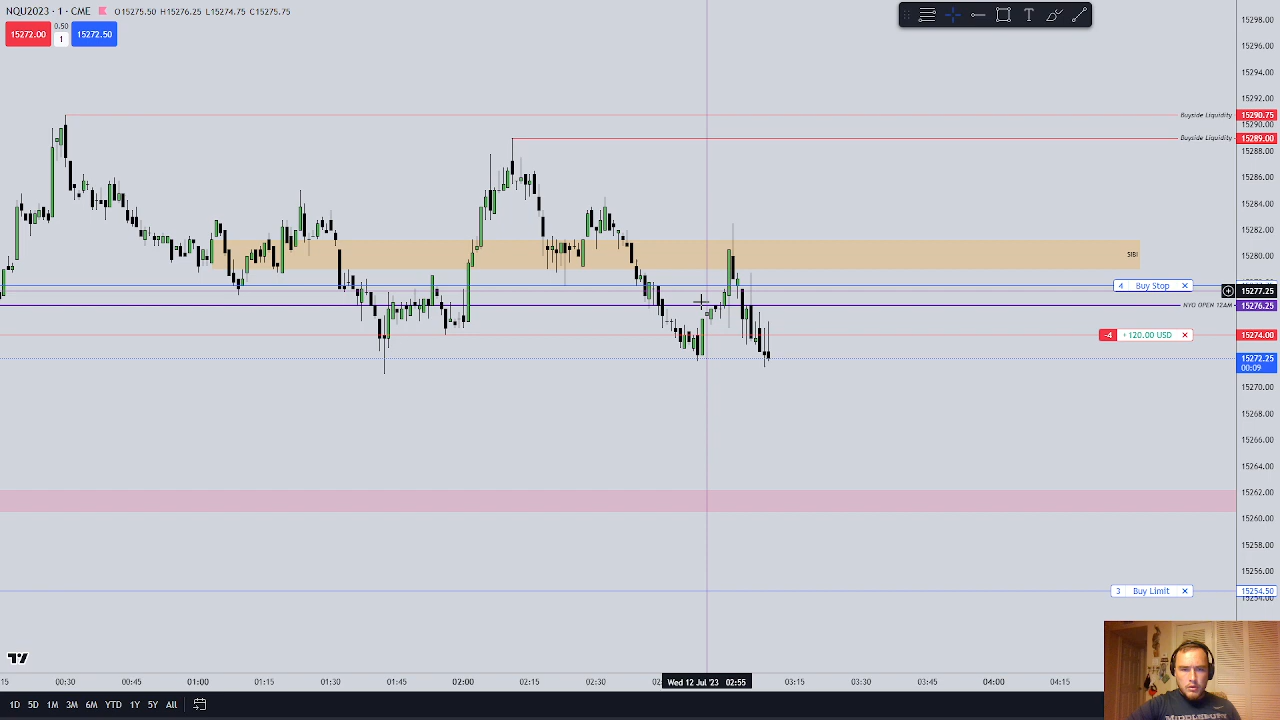 NQU2023 · 1 · CME O15275.50 H15276.25 L15274.75 C15275.75
15272.00 0.50 1 15272.50
15298.00
15296.00
15294.00
15292.00
Buyside Liquidity 15290.75
15290.00
Buyside Liquidity 15289.00
15288.00
15286.00
15284.00
15282.00
SIBI
15280.00
4 Buy Stop
15277.25
NYO OPEN 12AM 15276.25
-4 +120.00 USD 15274.00
15272.25
00:09
15270.00
15268.00
15266.00
15264.00
15262.00
15260.00
15258.00
15256.00
3 Buy Limit 15254.50
:15 00:30 00:45 01:00 01:15 01:30 01:45 02:00 02:15 02:30 Wed 12 Jul '23 02:55 03:15 03:30 03:45 04:00 04:15
1D 5D 1M 3M 6M YTD 1Y 5Y All